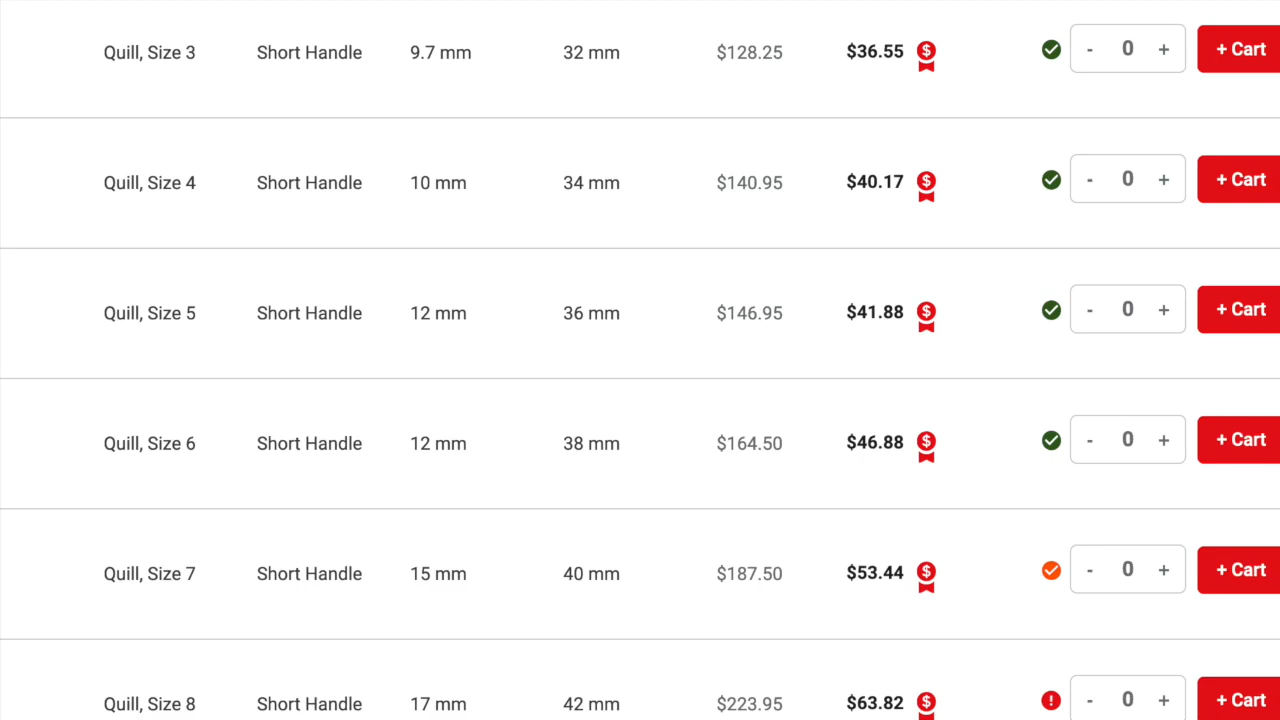 Quill, Size 3 Short Handle 9.7 mm 32 mm $128.25 $36.55 $ - 0 + + Cart
Quill, Size 4 Short Handle 10 mm 34 mm $140.95 $40.17 $ - 0 + + Cart
Quill, Size 5 Short Handle 12 mm 36 mm $146.95 $41.88 $ - 0 + + Cart
Quill, Size 6 Short Handle 12 mm 38 mm $164.50 $46.88 $ - 0 + + Cart
Quill, Size 7 Short Handle 15 mm 40 mm $187.50 $53.44 $ - 0 + + Cart
Quill, Size 8 Short Handle 17 mm 42 mm $223.95 $63.82 $ ! - 0 + + Cart